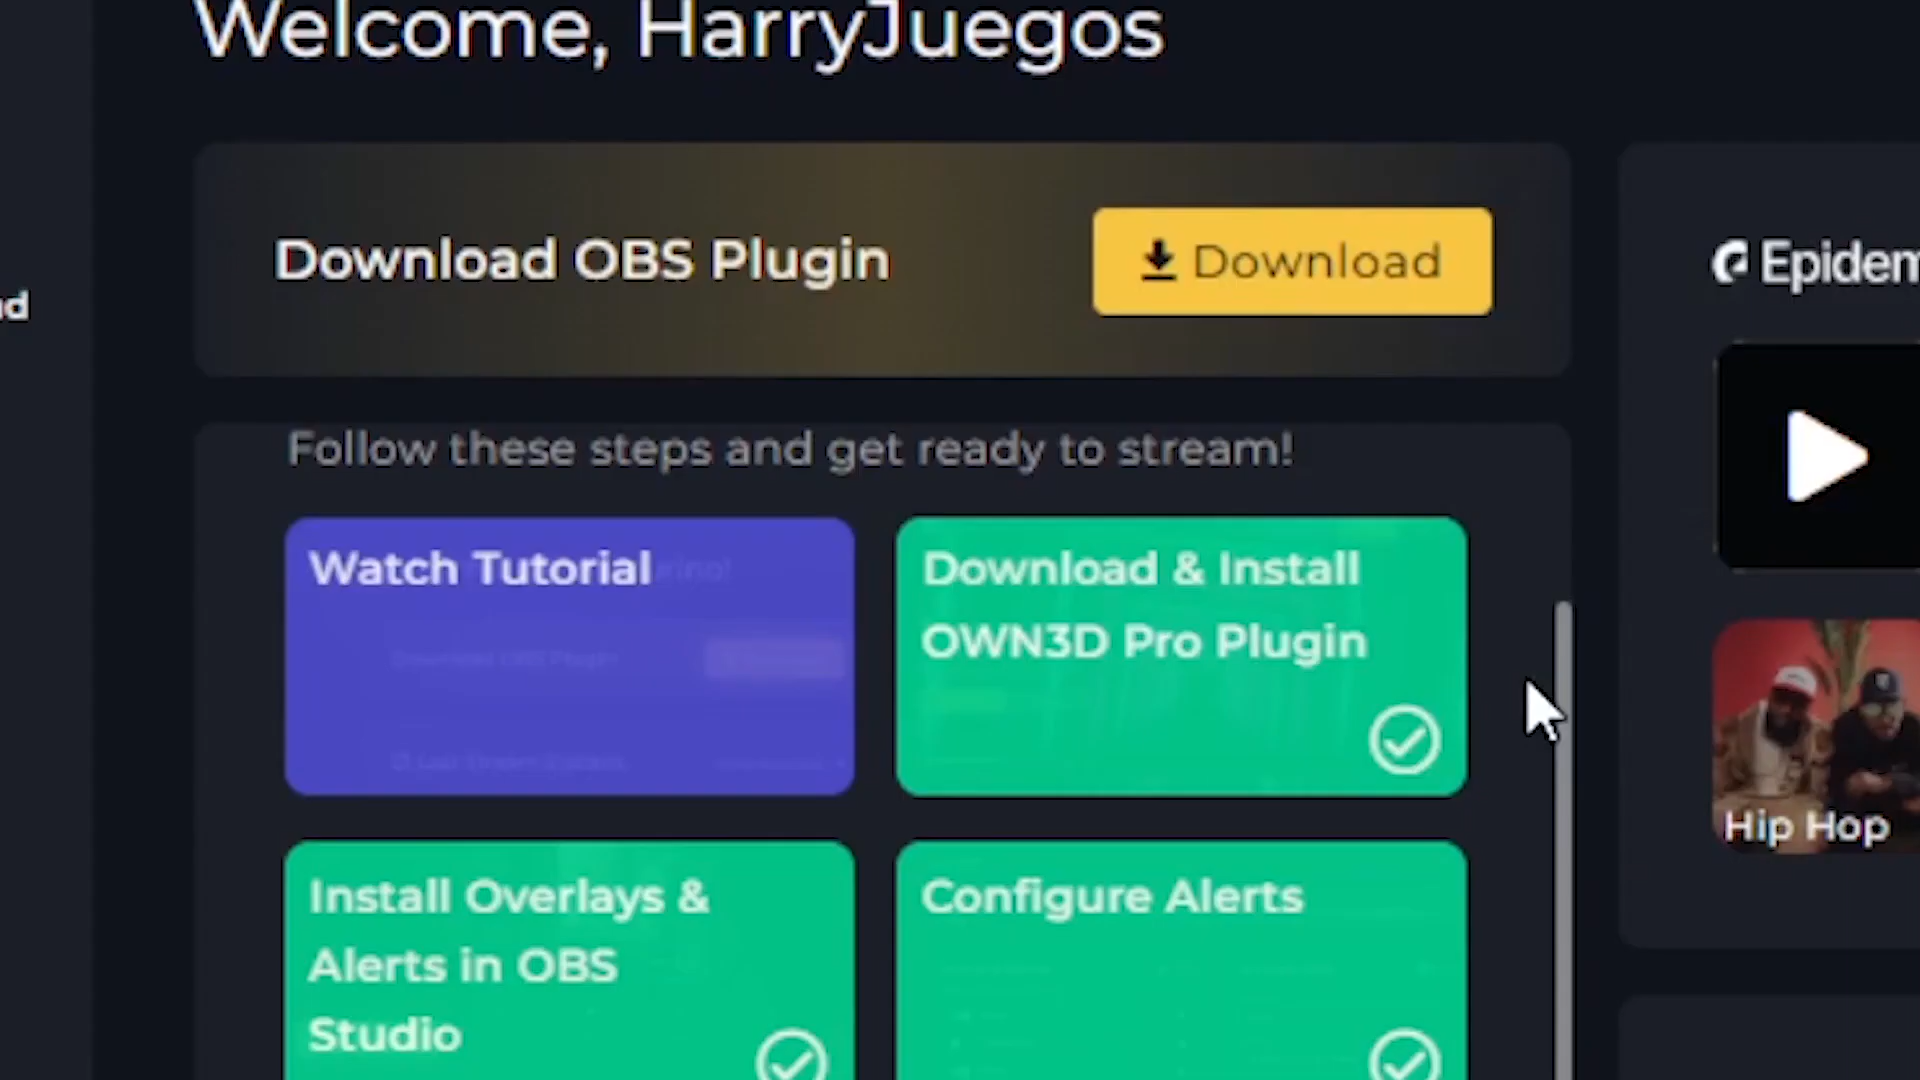 Welcome, HarryJuegos
Download OBS Plugin
Download
Follow these steps and get ready to stream!
Watch Tutorial
Download & Install
OWN3D Pro Plugin
Install Overlays &
Alerts in OBS
Studio
Configure Alerts
Epidem
Hip Hop